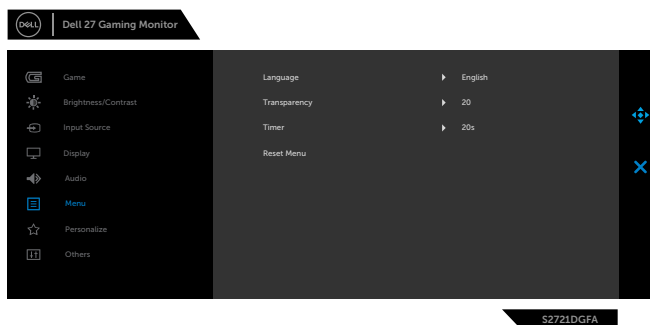 DELL
Dell 27 Gaming Monitor
Game
Language English
Brightness/Contrast
Transparency 20
Input Source
Timer 20s
Display
Reset Menu
Audio
Menu
Personalize
Others
S2721DGFA